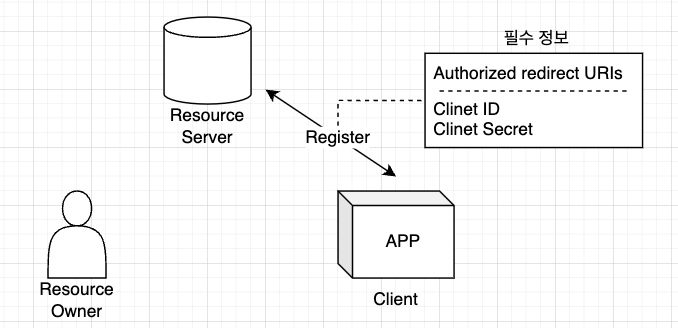 필수 정보
Authorized redirect URIs
Clinet ID
Clinet Secret
Resource
Server
Register
APP
Resource
Owner
Client